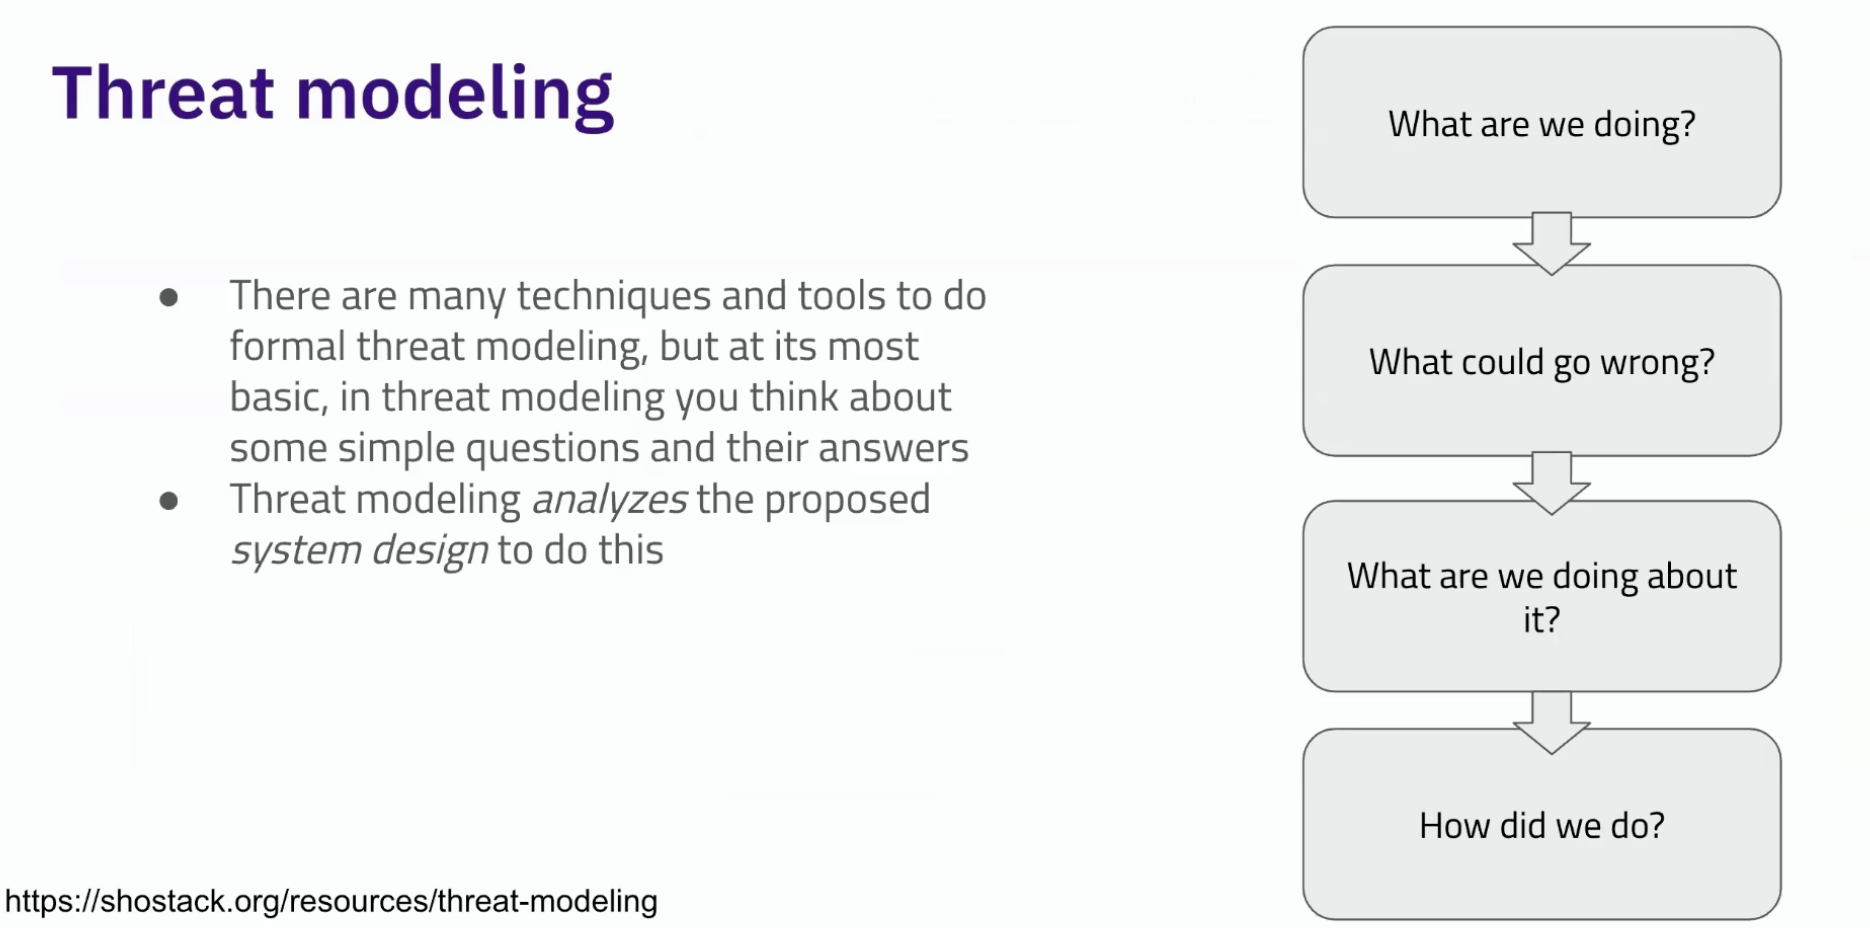 Threat modeling
● There are many techniques and tools to do
formal threat modeling, but at its most
basic, in threat modeling you think about
some simple questions and their answers
● Threat modeling analyzes the proposed
system design to do this
https://shostack.org/resources/threat-modeling
What are we doing?
What could go wrong?
What are we doing about
it?
How did we do?